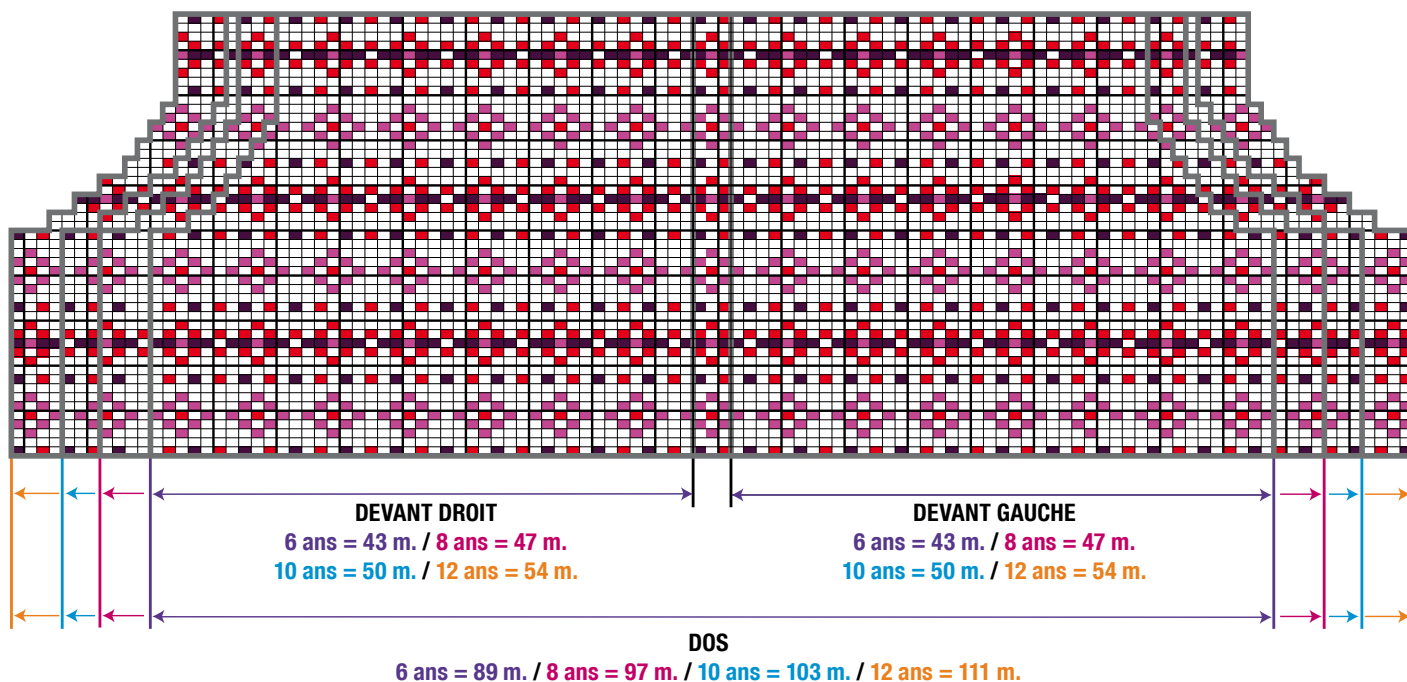 DEVANT DROIT
6 ans = 43 m. / 8 ans = 47 m.
10 ans = 50 m. / 12 ans = 54 m.
DEVANT GAUCHE
6 ans = 43 m. / 8 ans = 47 m.
10 ans = 50 m. / 12 ans = 54 m.
DOS
6 ans = 89 m. / 8 ans = 97 m. / 10 ans = 103 m. / 12 ans = 111 m.